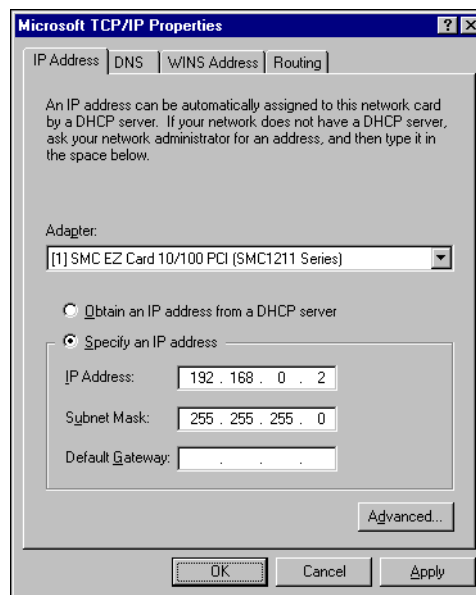 Microsoft TCP/IP Properties
IP Address DNS WINS Address Routing
An IP address can be automatically assigned to this network card
by a DHCP server. If your network does not have a DHCP server,
ask your network administrator for an address, and then type it in
the space below.
Adapter:
[1] SMC EZ Card 10/100 PCI (SMC1211 Series)
Obtain an IP address from a DHCP server
Specify an IP address
IP Address: 192 . 168 . 0 . 2
Subnet Mask: 255 . 255 . 255 . 0
Default Gateway: . . .
Advanced...
OK Cancel Apply